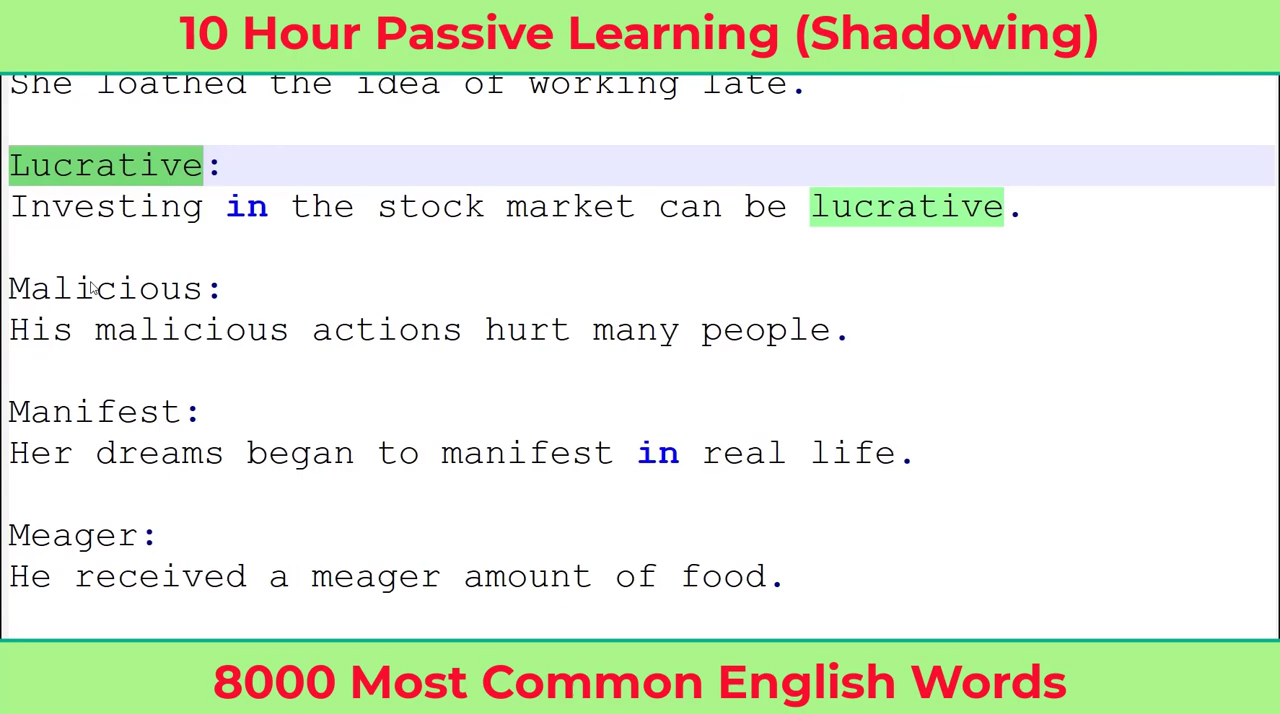 10 Hour Passive Learning (Shadowing)
She loathed the idea of working late.
Lucrative:
Investing in the stock market can be lucrative.
Malicious:
His malicious actions hurt many people.
Manifest:
Her dreams began to manifest in real life.
Meager:
He received a meager amount of food.
8000 Most Common English Words